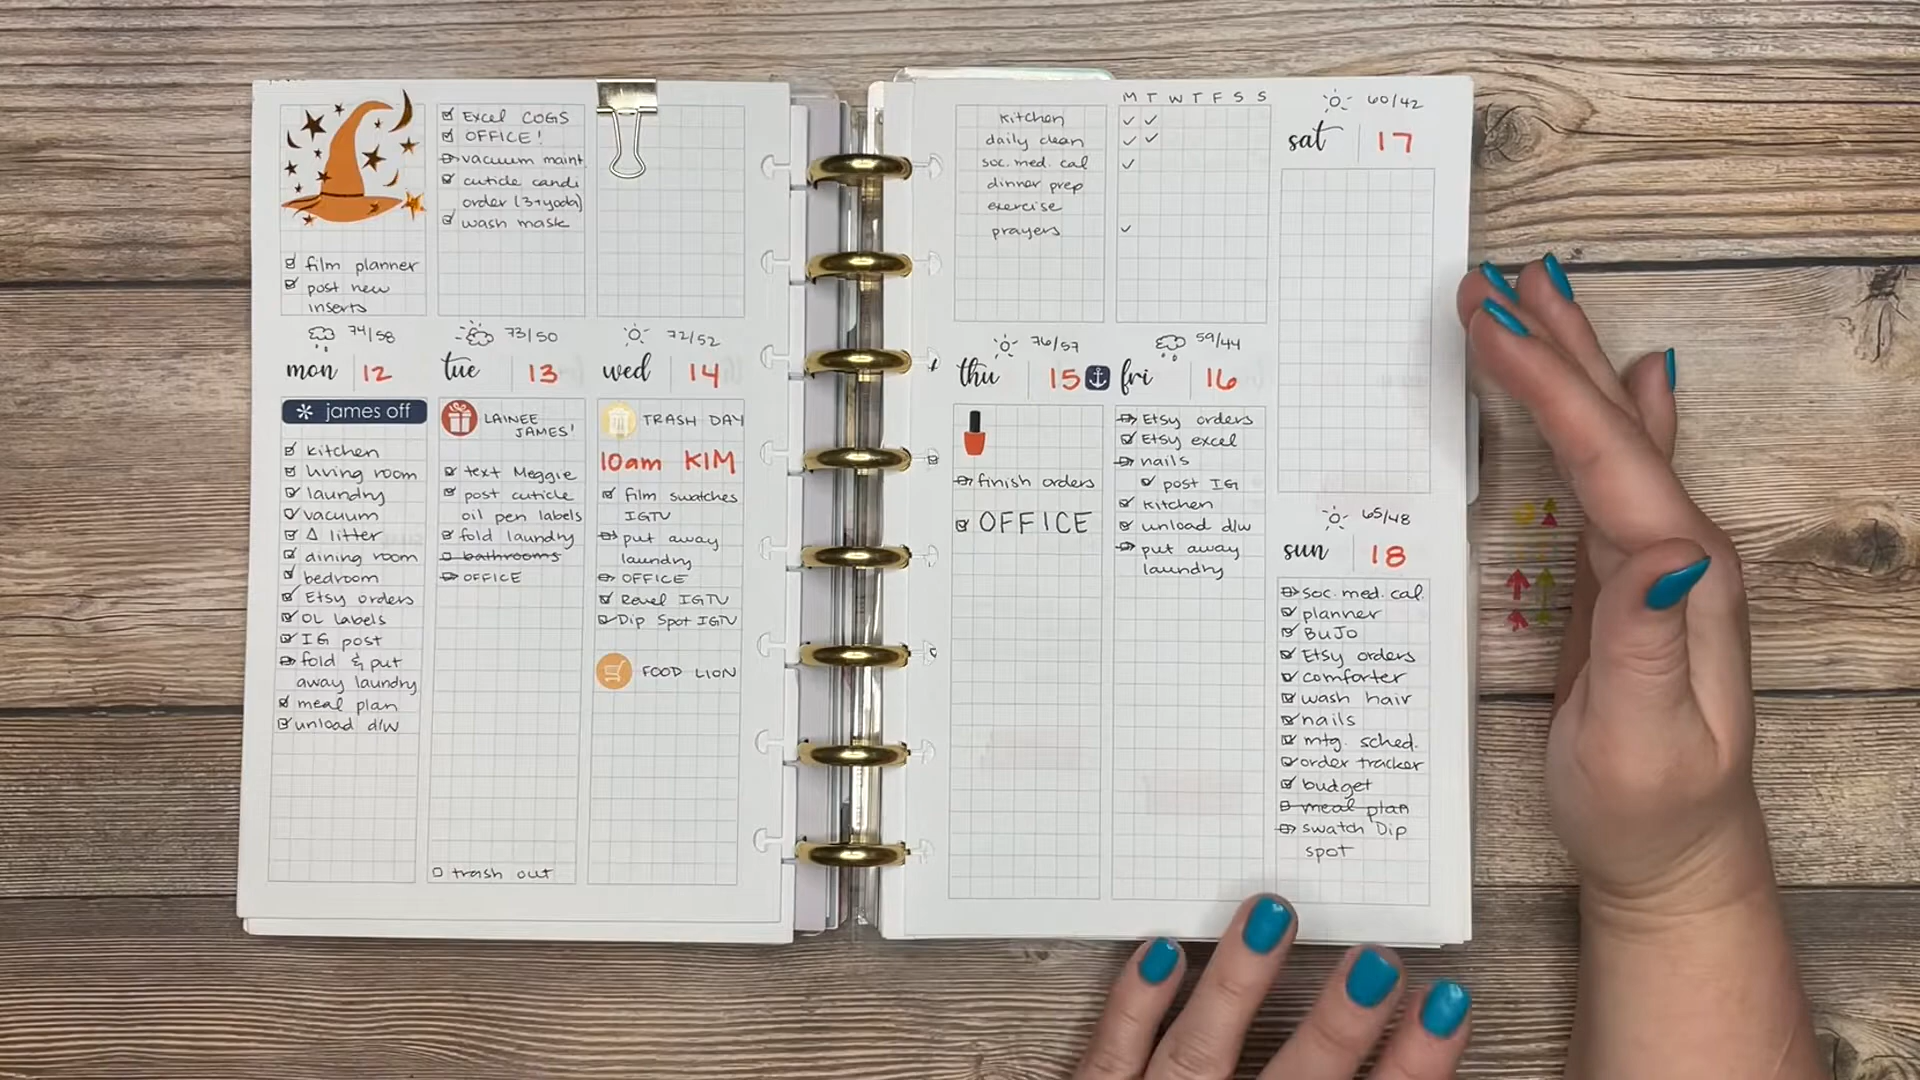 film planner
post new
inserts
Excel COGS
OFFICE!
vacuum maint.
cuticle candi
order (3+yoda)
wash mask
74/58
mon 12
james off
kitchen
living room
laundry
vacuum
Δ litter
dining room
bedroom
Etsy orders
OL labels
IG post
fold & put
away laundry
meal plan
unload d/w
73/50
tue 13
LAINEE
JAMES!
text Meggie
post cuticle
oil pen labels
fold laundry
bathrooms
OFFICE
trash out
72/52
wed 14
TRASH DAY
10am KIM
film swatches
IGTV
put away
laundry
OFFICE
Revel IGTV
Dip Spot IGTV
FOOD LION
M T W T F S S
kitchen
daily clean
soc. med. cal
dinner prep
exercise
prayers
76/57
thu 15
finish orders
OFFICE
59/44
fri 16
Etsy orders
Etsy excel
nails
post IG
kitchen
unload d/w
put away
laundry
60/42
sat 17
65/48
sun 18
soc. med. cal.
planner
BuJo
Etsy orders
comforter
wash hair
nails
mtg. sched.
order tracker
budget
meal plan
swatch Dip
spot